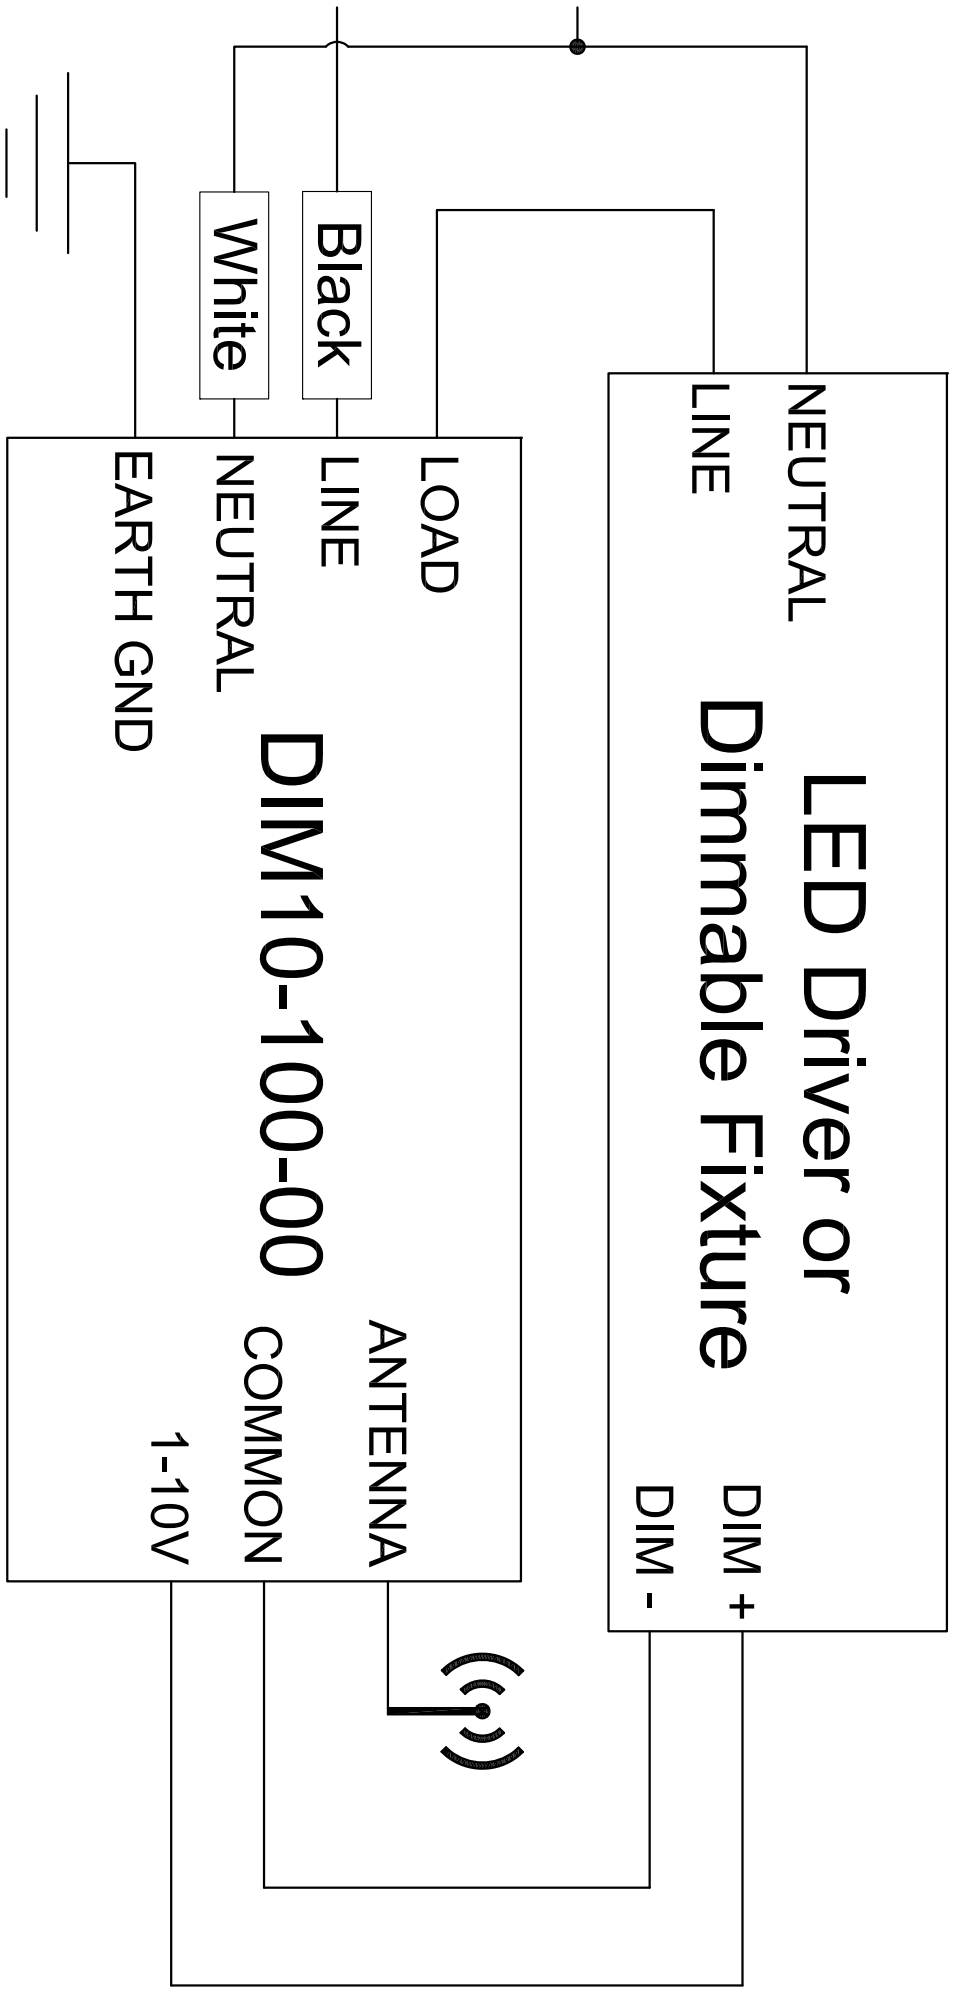 LED Driver or
Dimmable Fixture
NEUTRAL
LINE
DIM +
DIM -
LOAD
Black
LINE
White
NEUTRAL
EARTH GND
DIM10-100-00
ANTENNA
COMMON
1-10V